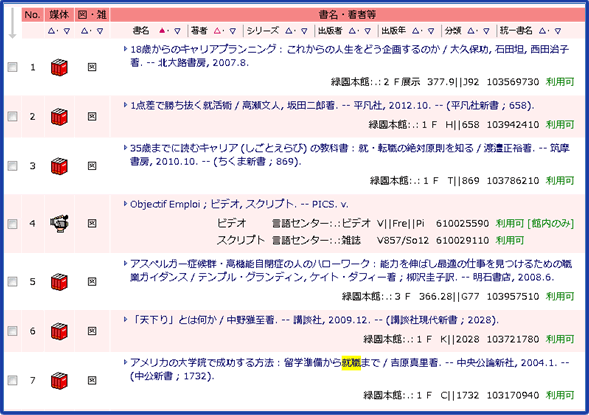 No. 媒体 図・雑 書名・著者等
書名 著者 シリーズ 出版者 出版年 分類 統一書名
1 図 18歳からのキャリアプランニング : これからの人生をどう企画するのか / 大久保功, 石田坦, 西田治子
著. -- 北大路書房, 2007.8.
緑園本館:.:２Ｆ展示 377.9||J92 103569730 利用可
2 図 1点差で勝ち抜く就活術 / 高瀬文人, 坂田二郎著. -- 平凡社, 2012.10. -- (平凡社新書 ; 658).
緑園本館:.:１Ｆ H||658 103942410 利用可
3 図 35歳までに読むキャリア (しごとえらび) の教科書 : 就・転職の絶対原則を知る / 渡邉正裕著. -- 筑摩
書房, 2010.10. -- (ちくま新書 ; 869).
緑園本館:.:１Ｆ T||869 103786210 利用可
4 図 Objectif Emploi ; ビデオ, スクリプト. -- PICS. v.
ビデオ 言語センター:.:ビデオ V||Fre||Pi 610025590 利用可 [館内のみ]
スクリプト 言語センター:.:雑誌 V857/So12 610029110 利用可
5 図 アスペルガー症候群・高機能自閉症の人のハローワーク : 能力を伸ばし最適の仕事を見つけるための職
業ガイダンス / テンプル・グランディン, ケイト・ダフィー著 ; 柳沢圭子訳. -- 明石書店, 2008.6.
緑園本館:.:３Ｆ 366.28||G77 103957510 利用可
6 図 「天下り」とは何か / 中野雅至著. -- 講談社, 2009.12. -- (講談社現代新書 ; 2028).
緑園本館:.:１Ｆ K||2028 103721780 利用可
7 図 アメリカの大学院で成功する方法 : 留学準備から就職まで / 吉原真里著. -- 中央公論新社, 2004.1. --
(中公新書 ; 1732).
緑園本館:.:１Ｆ C||1732 103170940 利用可